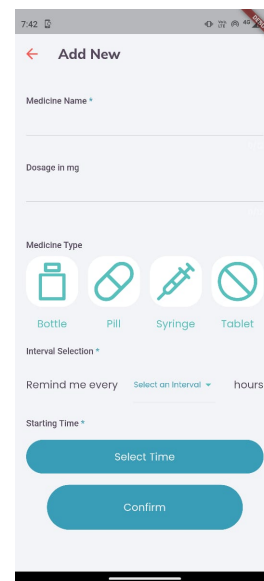 7:42
4G
Add New
Medicine Name *
Dosage in mg
Medicine Type
Bottle Pill Syringe Tablet
Interval Selection *
Remind me every Select an Interval hours
Starting Time *
Select Time
Confirm